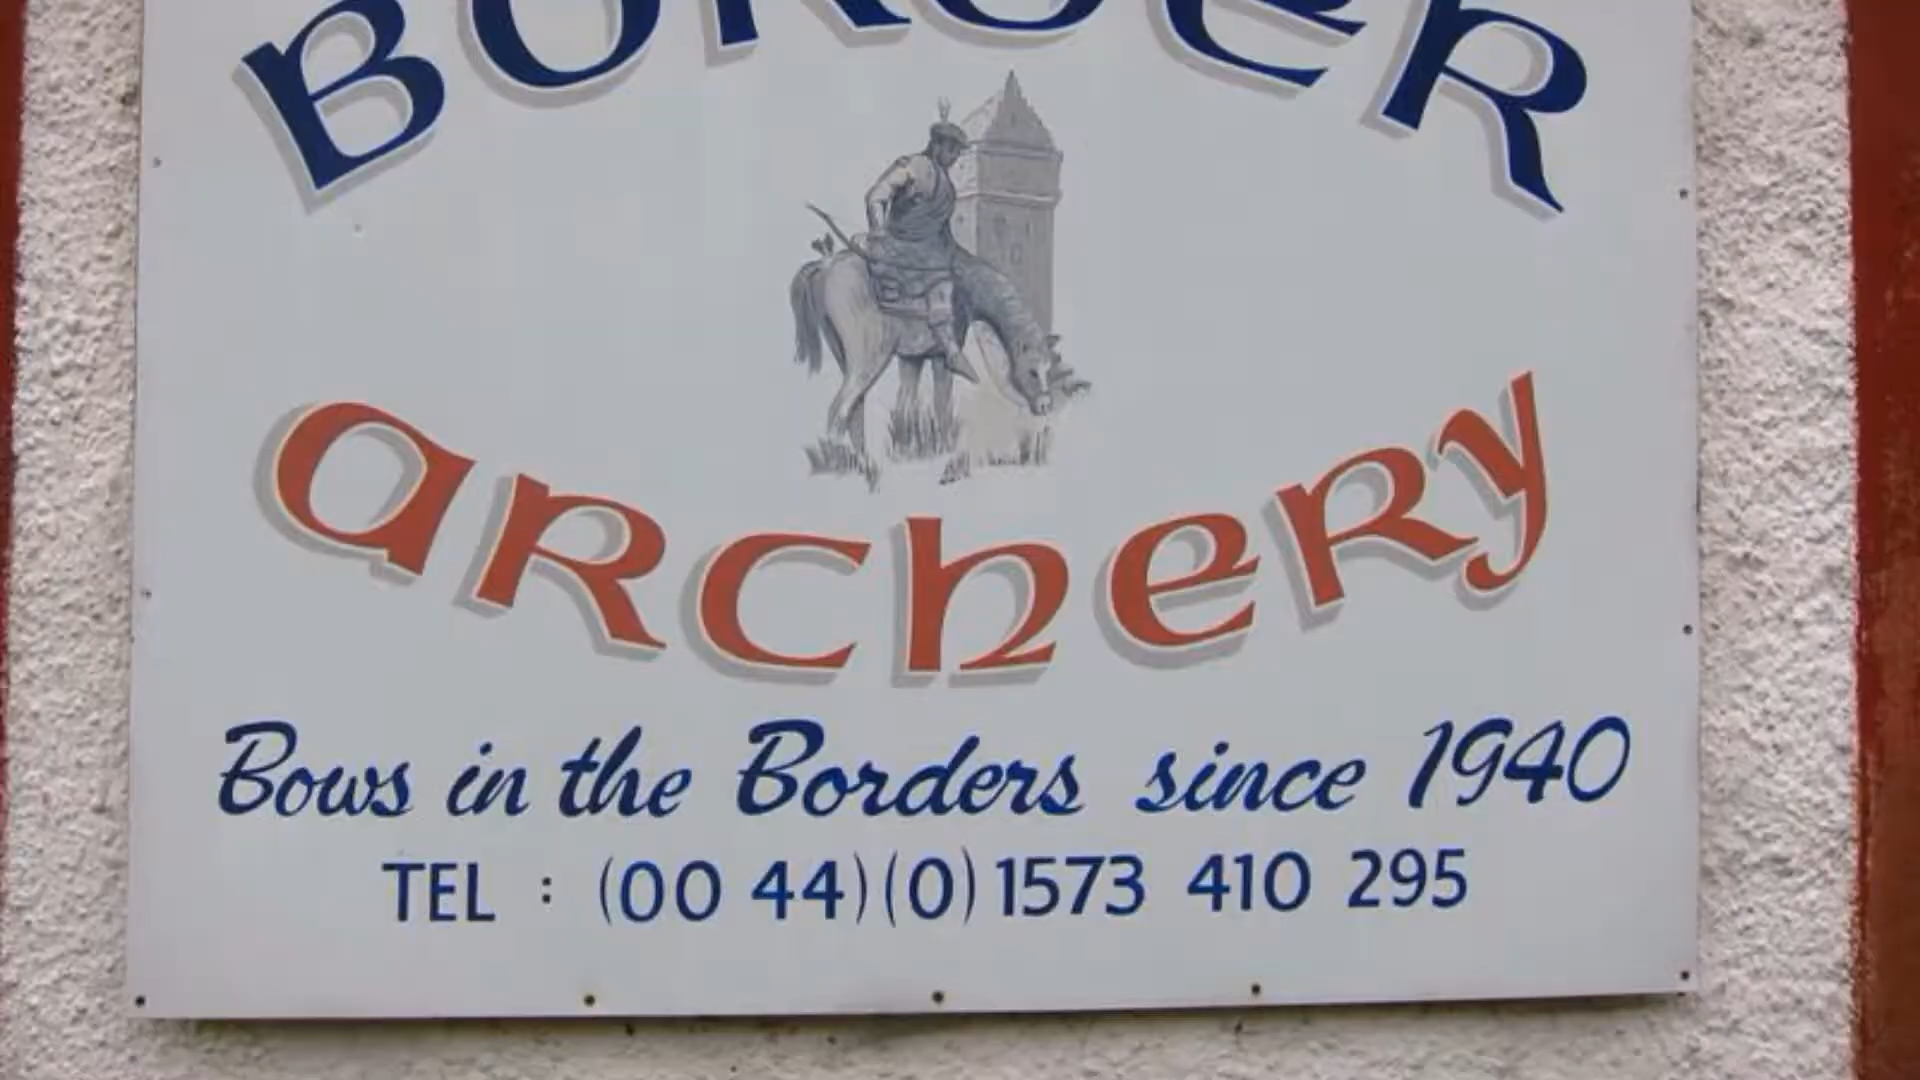 BORDER
archery
Bows in the Borders since 1940
TEL : (00 44)(0) 1573 410 295